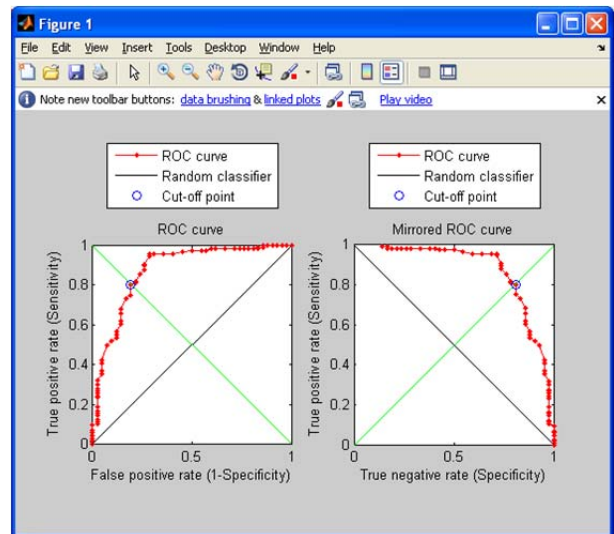 Figure 1
File Edit View Insert Tools Desktop Window Help
Note new toolbar buttons: data brushing & linked plots Play video
ROC curve
Random classifier
Cut-off point
ROC curve
True positive rate (Sensitivity)
1
0.8
0.6
0.4
0.2
0
0 0.5 1
False positive rate (1-Specificity)
ROC curve
Random classifier
Cut-off point
Mirrored ROC curve
True positive rate (Sensitivity)
1
0.8
0.6
0.4
0.2
0
0 0.5 1
True negative rate (Specificity)